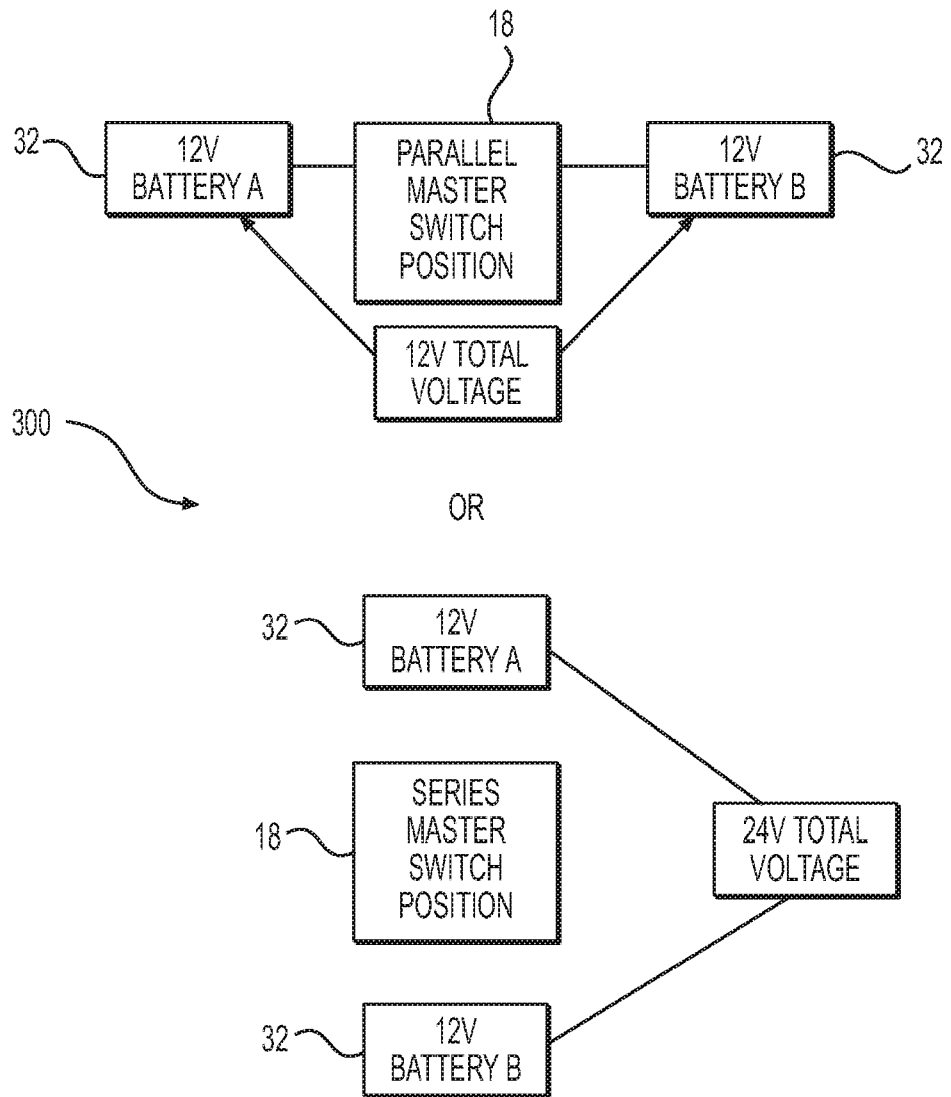 18
32
12V
BATTERY A
PARALLEL
MASTER
SWITCH
POSITION
12V
BATTERY B
32
12V TOTAL
VOLTAGE
300
OR
32
12V
BATTERY A
18
SERIES
MASTER
SWITCH
POSITION
24V TOTAL
VOLTAGE
32
12V
BATTERY B